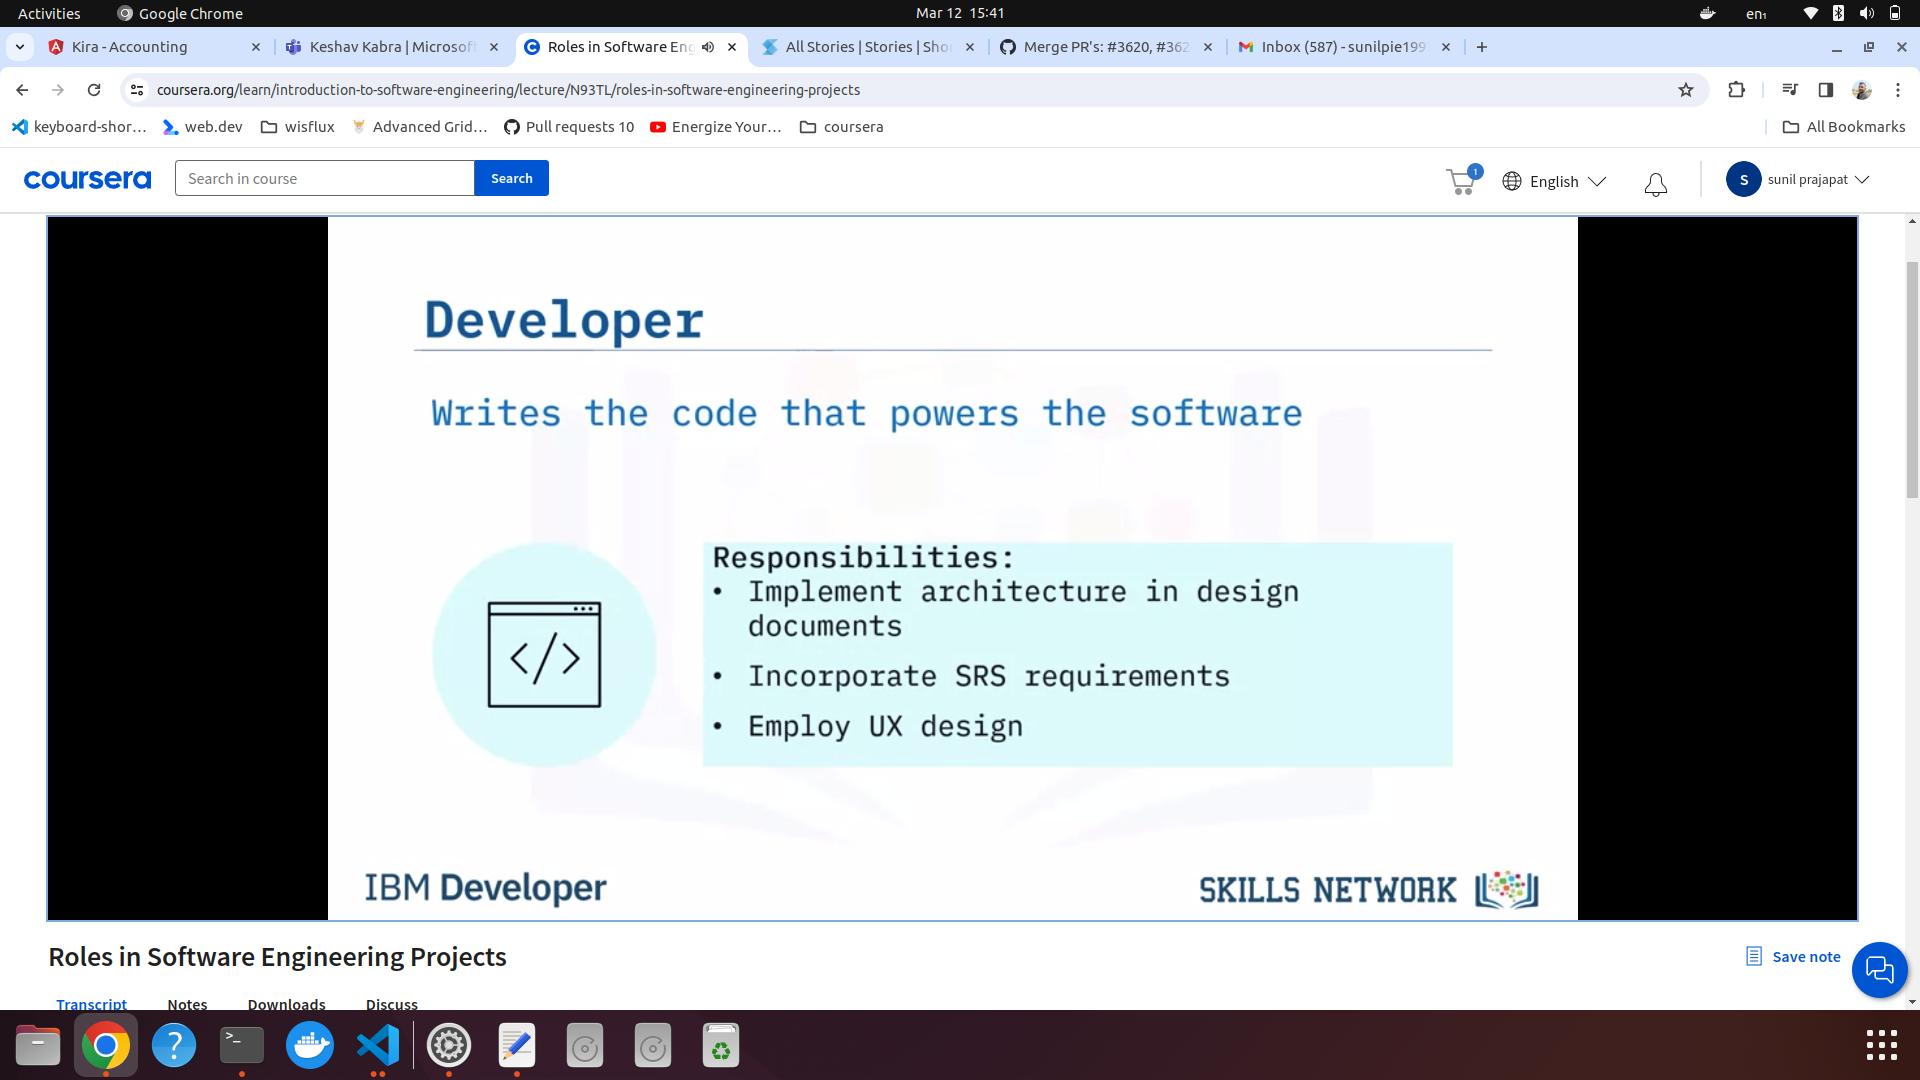 Activities Google Chrome Mar 12 15:41 en₁
Kira - Accounting Keshav Kabra | Microsof Roles in Software Eng All Stories | Stories | Sho Merge PR's: #3620, #362 Inbox (587) - sunilpie199
coursera.org/learn/introduction-to-software-engineering/lecture/N93TL/roles-in-software-engineering-projects
keyboard-shor... web.dev wisflux Advanced Grid... Pull requests 10 Energize Your... coursera All Bookmarks
coursera Search in course Search 1 English S sunil prajapat
Developer
Writes the code that powers the software
Responsibilities:
• Implement architecture in design
documents
• Incorporate SRS requirements
• Employ UX design
IBM Developer SKILLS NETWORK
Roles in Software Engineering Projects Save note
Transcript Notes Downloads Discuss